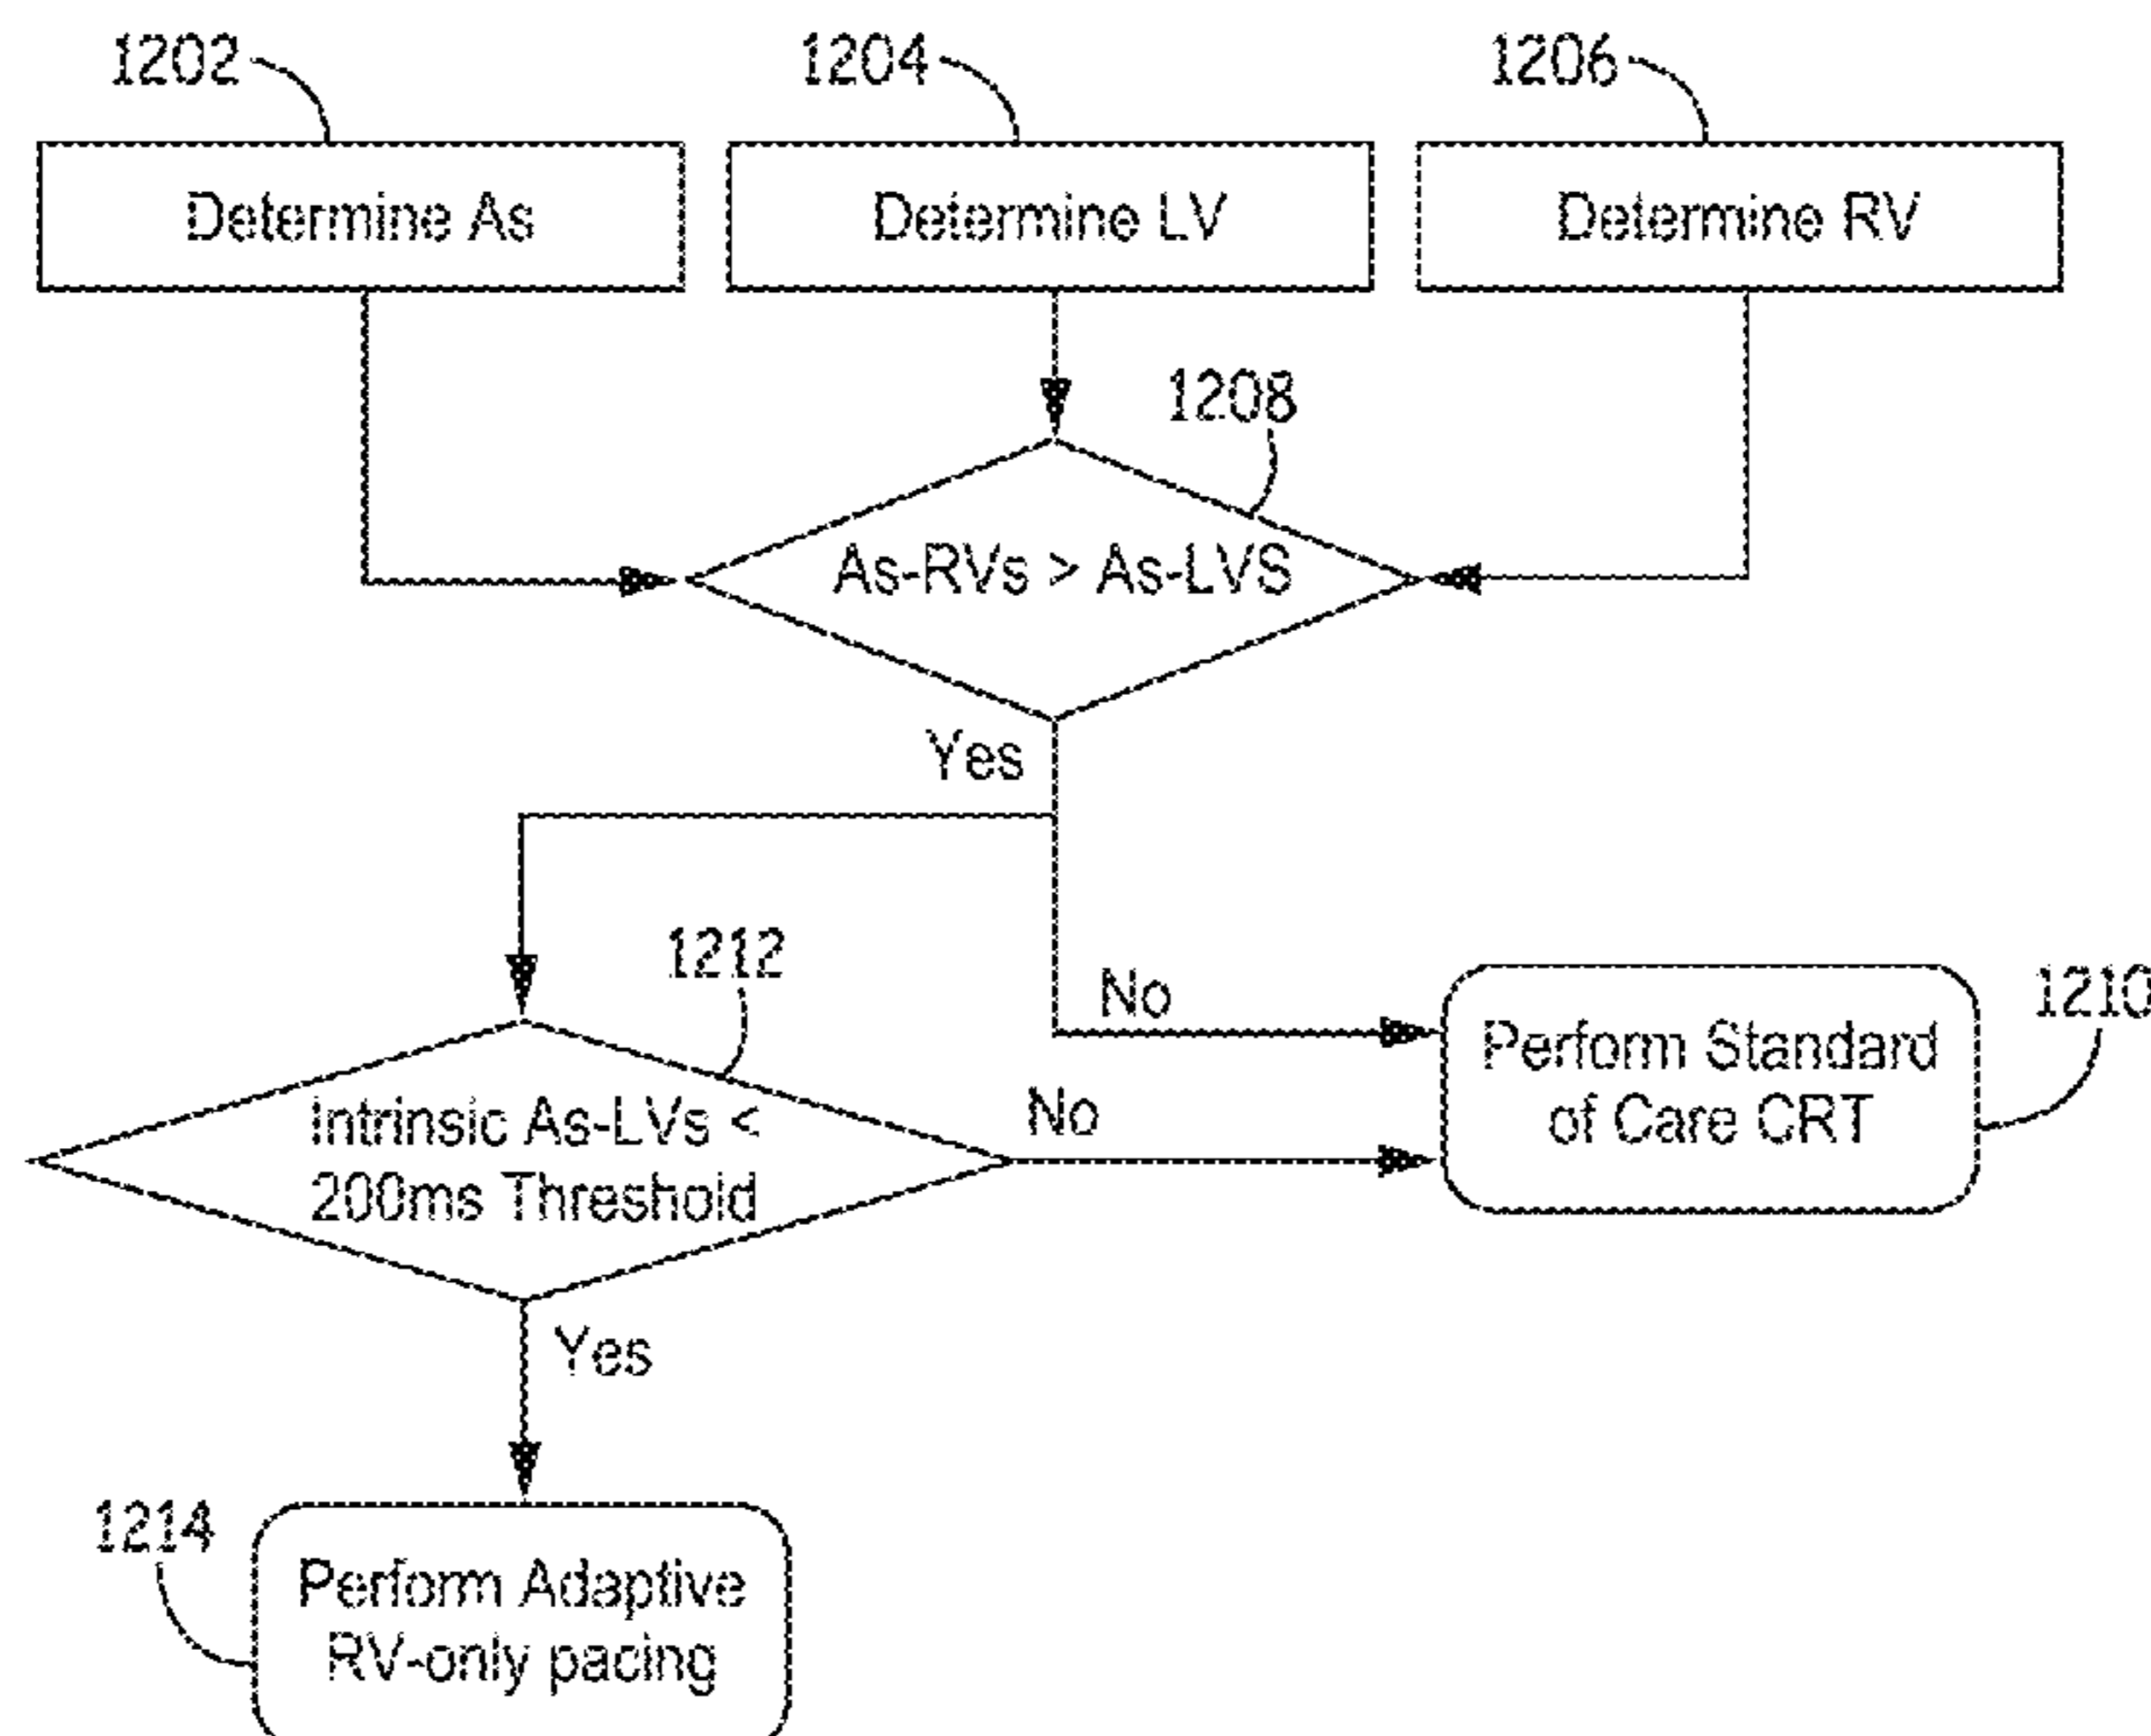 1202
1204
1206
Determine As
Determine LV
Determine RV
1208
As-RVs > As-LVS
Yes
1212
No
1210
Perform Standard
of Care CRT
Intrinsic As-LVs <
200ms Threshold
No
Yes
1214
Perform Adaptive
RV-only pacing